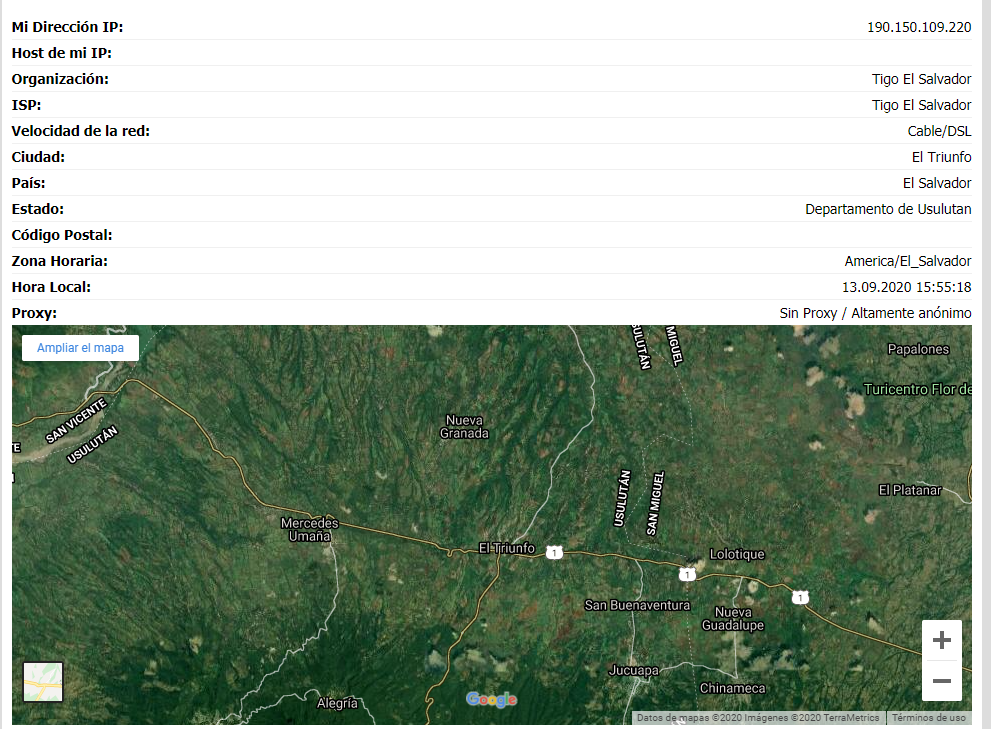 Mi Dirección IP: 190.150.109.220
Host de mi IP:
Organización: Tigo El Salvador
ISP: Tigo El Salvador
Velocidad de la red: Cable/DSL
Ciudad: El Triunfo
País: El Salvador
Estado: Departamento de Usulutan
Código Postal:
Zona Horaria: America/El_Salvador
Hora Local: 13.09.2020 15:55:18
Proxy: Sin Proxy / Altamente anónimo
Ampliar el mapa
USULUTÁN
MIGUEL
Papalones
Turicentro Flor de
SAN VICENTE
USULUTÁN
TE
Nueva
Granada
USULUTÁN
SAN MIGUEL
El Platanar
Mercedes
Umaña
El Triunfo
1
Lolotique
1
1
San Buenaventura
Nueva
Guadalupe
Jucuapa
Chinameca
Alegría
Google
Datos de mapas ©2020 Imágenes ©2020 TerraMetrics
Términos de uso